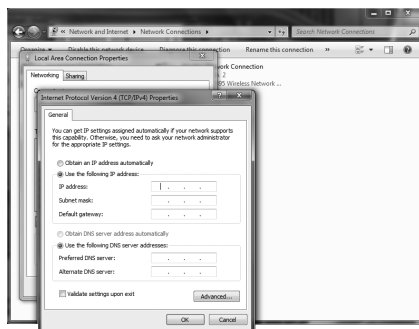 « Network and Internet ▸ Network Connections ▸
Search Network Connections
Organize ▾ Disable this network device Diagnose this connection Rename this connection »
Local Area Connection Properties
work Connection
2
95 Wireless Network ...
Networking Sharing
Internet Protocol Version 4 (TCP/IPv4) Properties
General
You can get IP settings assigned automatically if your network supports
this capability. Otherwise, you need to ask your network administrator
for the appropriate IP settings.
Obtain an IP address automatically
Use the following IP address:
IP address:
Subnet mask:
Default gateway:
Obtain DNS server address automatically
Use the following DNS server addresses:
Preferred DNS server:
Alternate DNS server:
Validate settings upon exit
Advanced...
OK Cancel